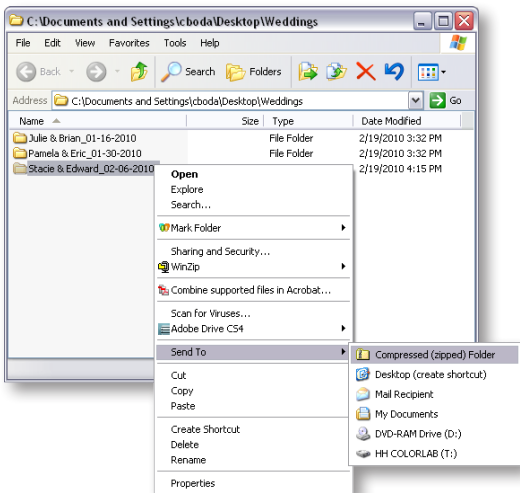 C:\Documents and Settings\cboda\Desktop\Weddings
File Edit View Favorites Tools Help
Back Search Folders
Address C:\Documents and Settings\cboda\Desktop\Weddings Go
Name Size Type Date Modified
Julie & Brian_01-16-2010 File Folder 2/19/2010 3:32 PM
Pamela & Eric_01-30-2010 File Folder 2/19/2010 3:32 PM
Stacie & Edward_02-06-2010 2/19/2010 4:15 PM
Open
Explore
Search...
Mark Folder
Sharing and Security...
WinZip
Combine supported files in Acrobat...
Scan for Viruses...
Adobe Drive CS4
Send To
Cut
Copy
Paste
Create Shortcut
Delete
Rename
Properties
Compressed (zipped) Folder
Desktop (create shortcut)
Mail Recipient
My Documents
DVD-RAM Drive (D:)
HH COLORLAB (T:)